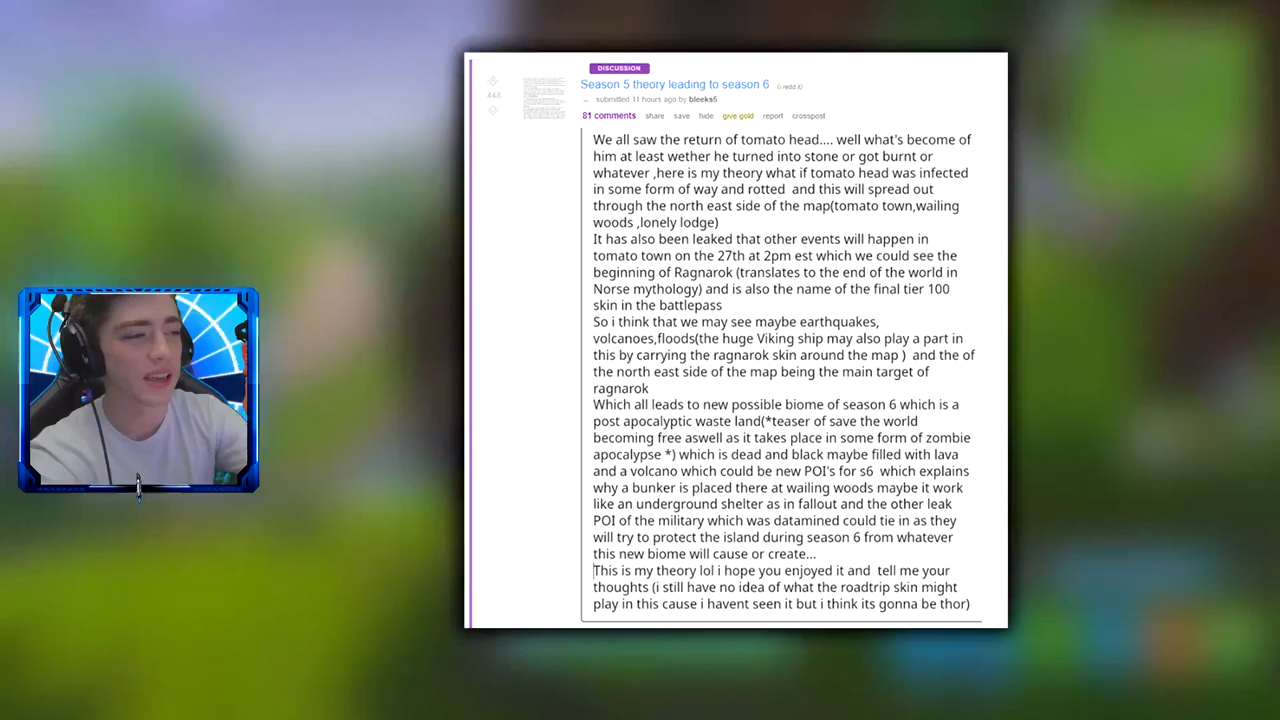 DISCUSSION
Season 5 theory leading to season 6 (i.redd.it)
448
submitted 11 hours ago by bleeks5
81 comments share save hide give gold report crosspost
We all saw the return of tomato head.... well what's become of
him at least wether he turned into stone or got burnt or
whatever ,here is my theory what if tomato head was infected
in some form of way and rotted and this will spread out
through the north east side of the map(tomato town,wailing
woods ,lonely lodge)
It has also been leaked that other events will happen in
tomato town on the 27th at 2pm est which we could see the
beginning of Ragnarok (translates to the end of the world in
Norse mythology) and is also the name of the final tier 100
skin in the battlepass
So i think that we may see maybe earthquakes,
volcanoes,floods(the huge Viking ship may also play a part in
this by carrying the ragnarok skin around the map ) and the of
the north east side of the map being the main target of
ragnarok
Which all leads to new possible biome of season 6 which is a
post apocalyptic waste land(*teaser of save the world
becoming free aswell as it takes place in some form of zombie
apocalypse *) which is dead and black maybe filled with lava
and a volcano which could be new POI's for s6 which explains
why a bunker is placed there at wailing woods maybe it work
like an underground shelter as in fallout and the other leak
POI of the military which was datamined could tie in as they
will try to protect the island during season 6 from whatever
this new biome will cause or create...
This is my theory lol i hope you enjoyed it and tell me your
thoughts (i still have no idea of what the roadtrip skin might
play in this cause i havent seen it but i think its gonna be thor)